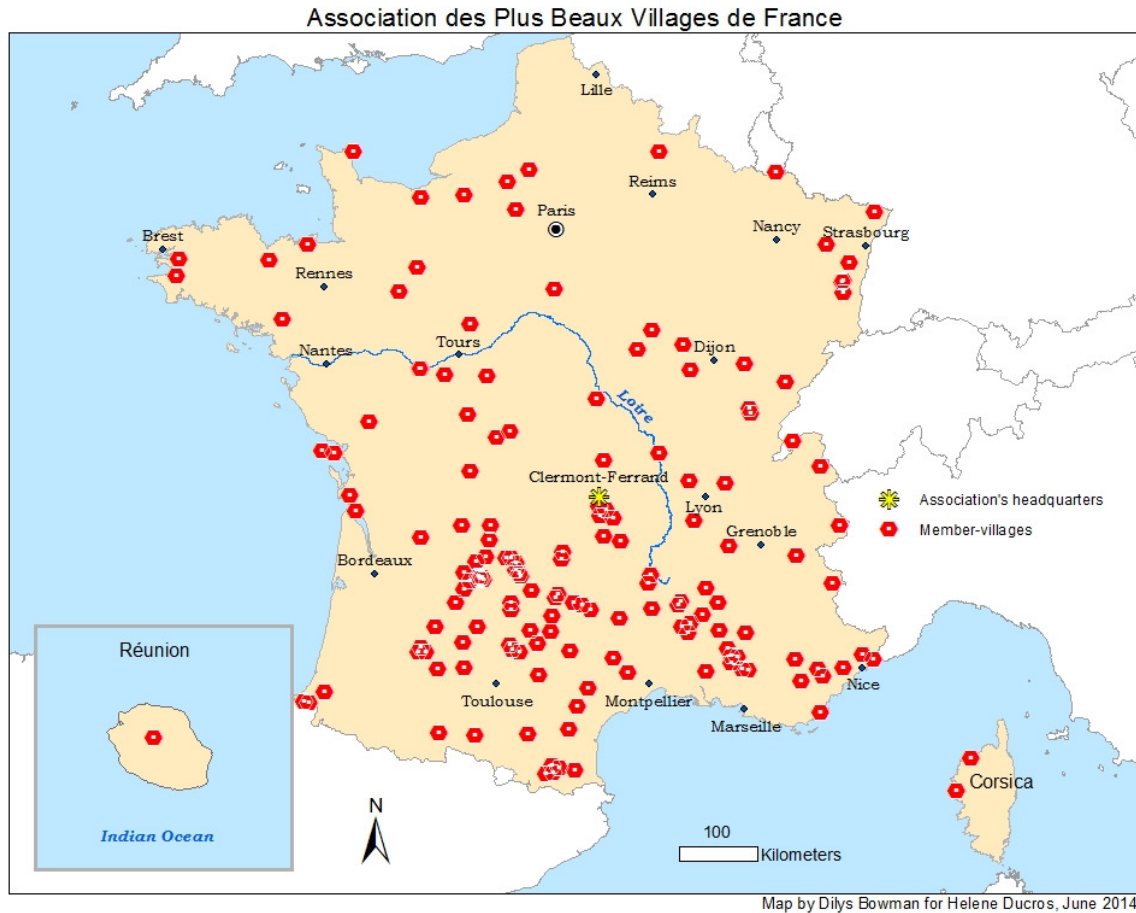 Association des Plus Beaux Villages de France
Lille
Reims
Paris
Nancy
Strasbourg
Brest
Rennes
Tours
Dijon
Nantes
Loire
Clermont-Ferrand
Lyon
Association's headquarters
Member-villages
Grenoble
Bordeaux
Réunion
Toulouse
Montpellier
Nice
Marseille
Corsica
Indian Ocean
N
100
Kilometers
Map by Dilys Bowman for Helene Ducros, June 2014